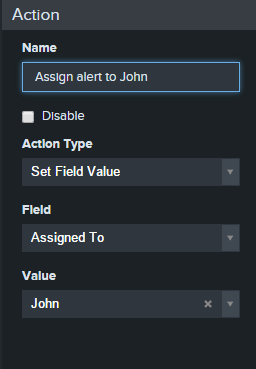 Action
Name
Assign alert to John
Disable
Action Type
Set Field Value
Field
Assigned To
Value
John